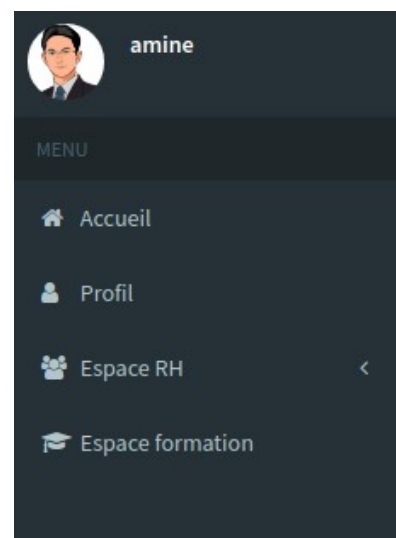 amine
MENU
Accueil
Profil
Espace RH
Espace formation